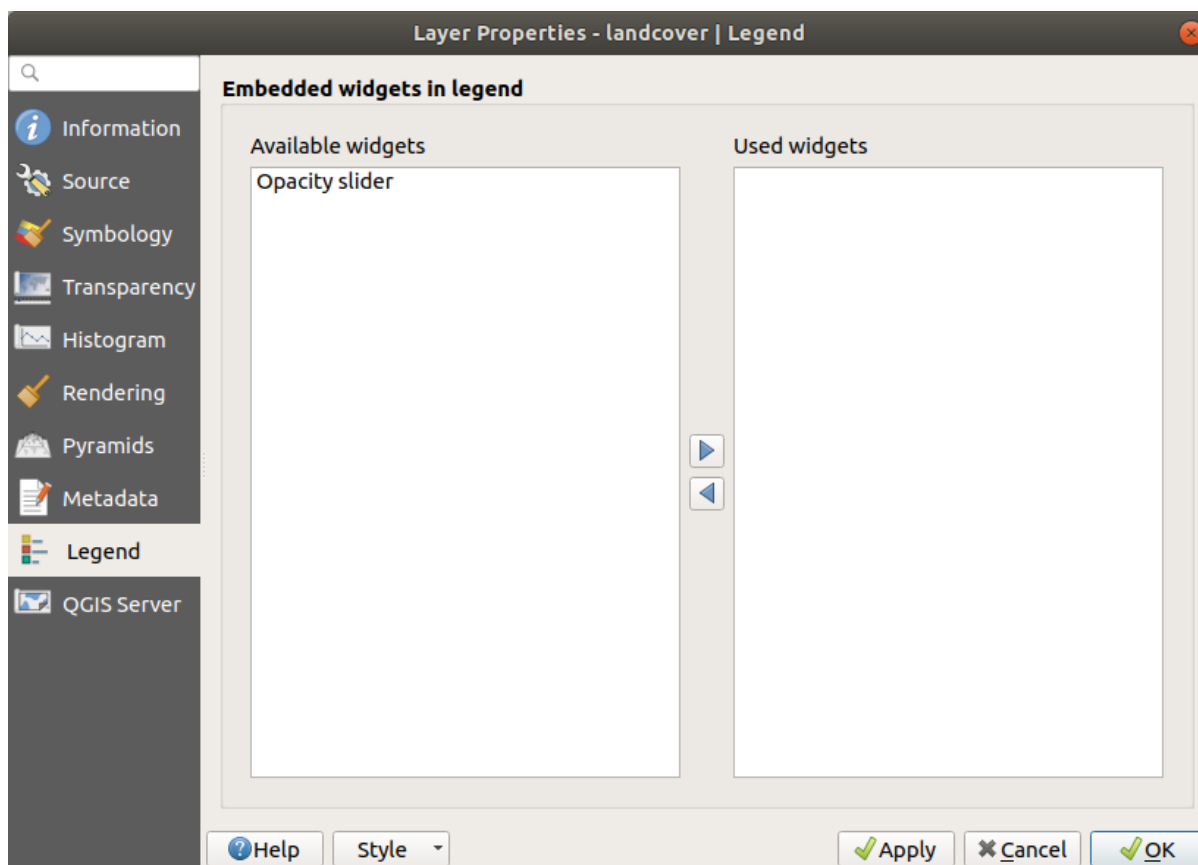 Layer Properties - landcover | Legend
Information
Source
Symbology
Transparency
Histogram
Rendering
Pyramids
Metadata
Legend
QGIS Server
Embedded widgets in legend
Available widgets
Opacity slider
Used widgets
Help
Style
Apply
Cancel
OK